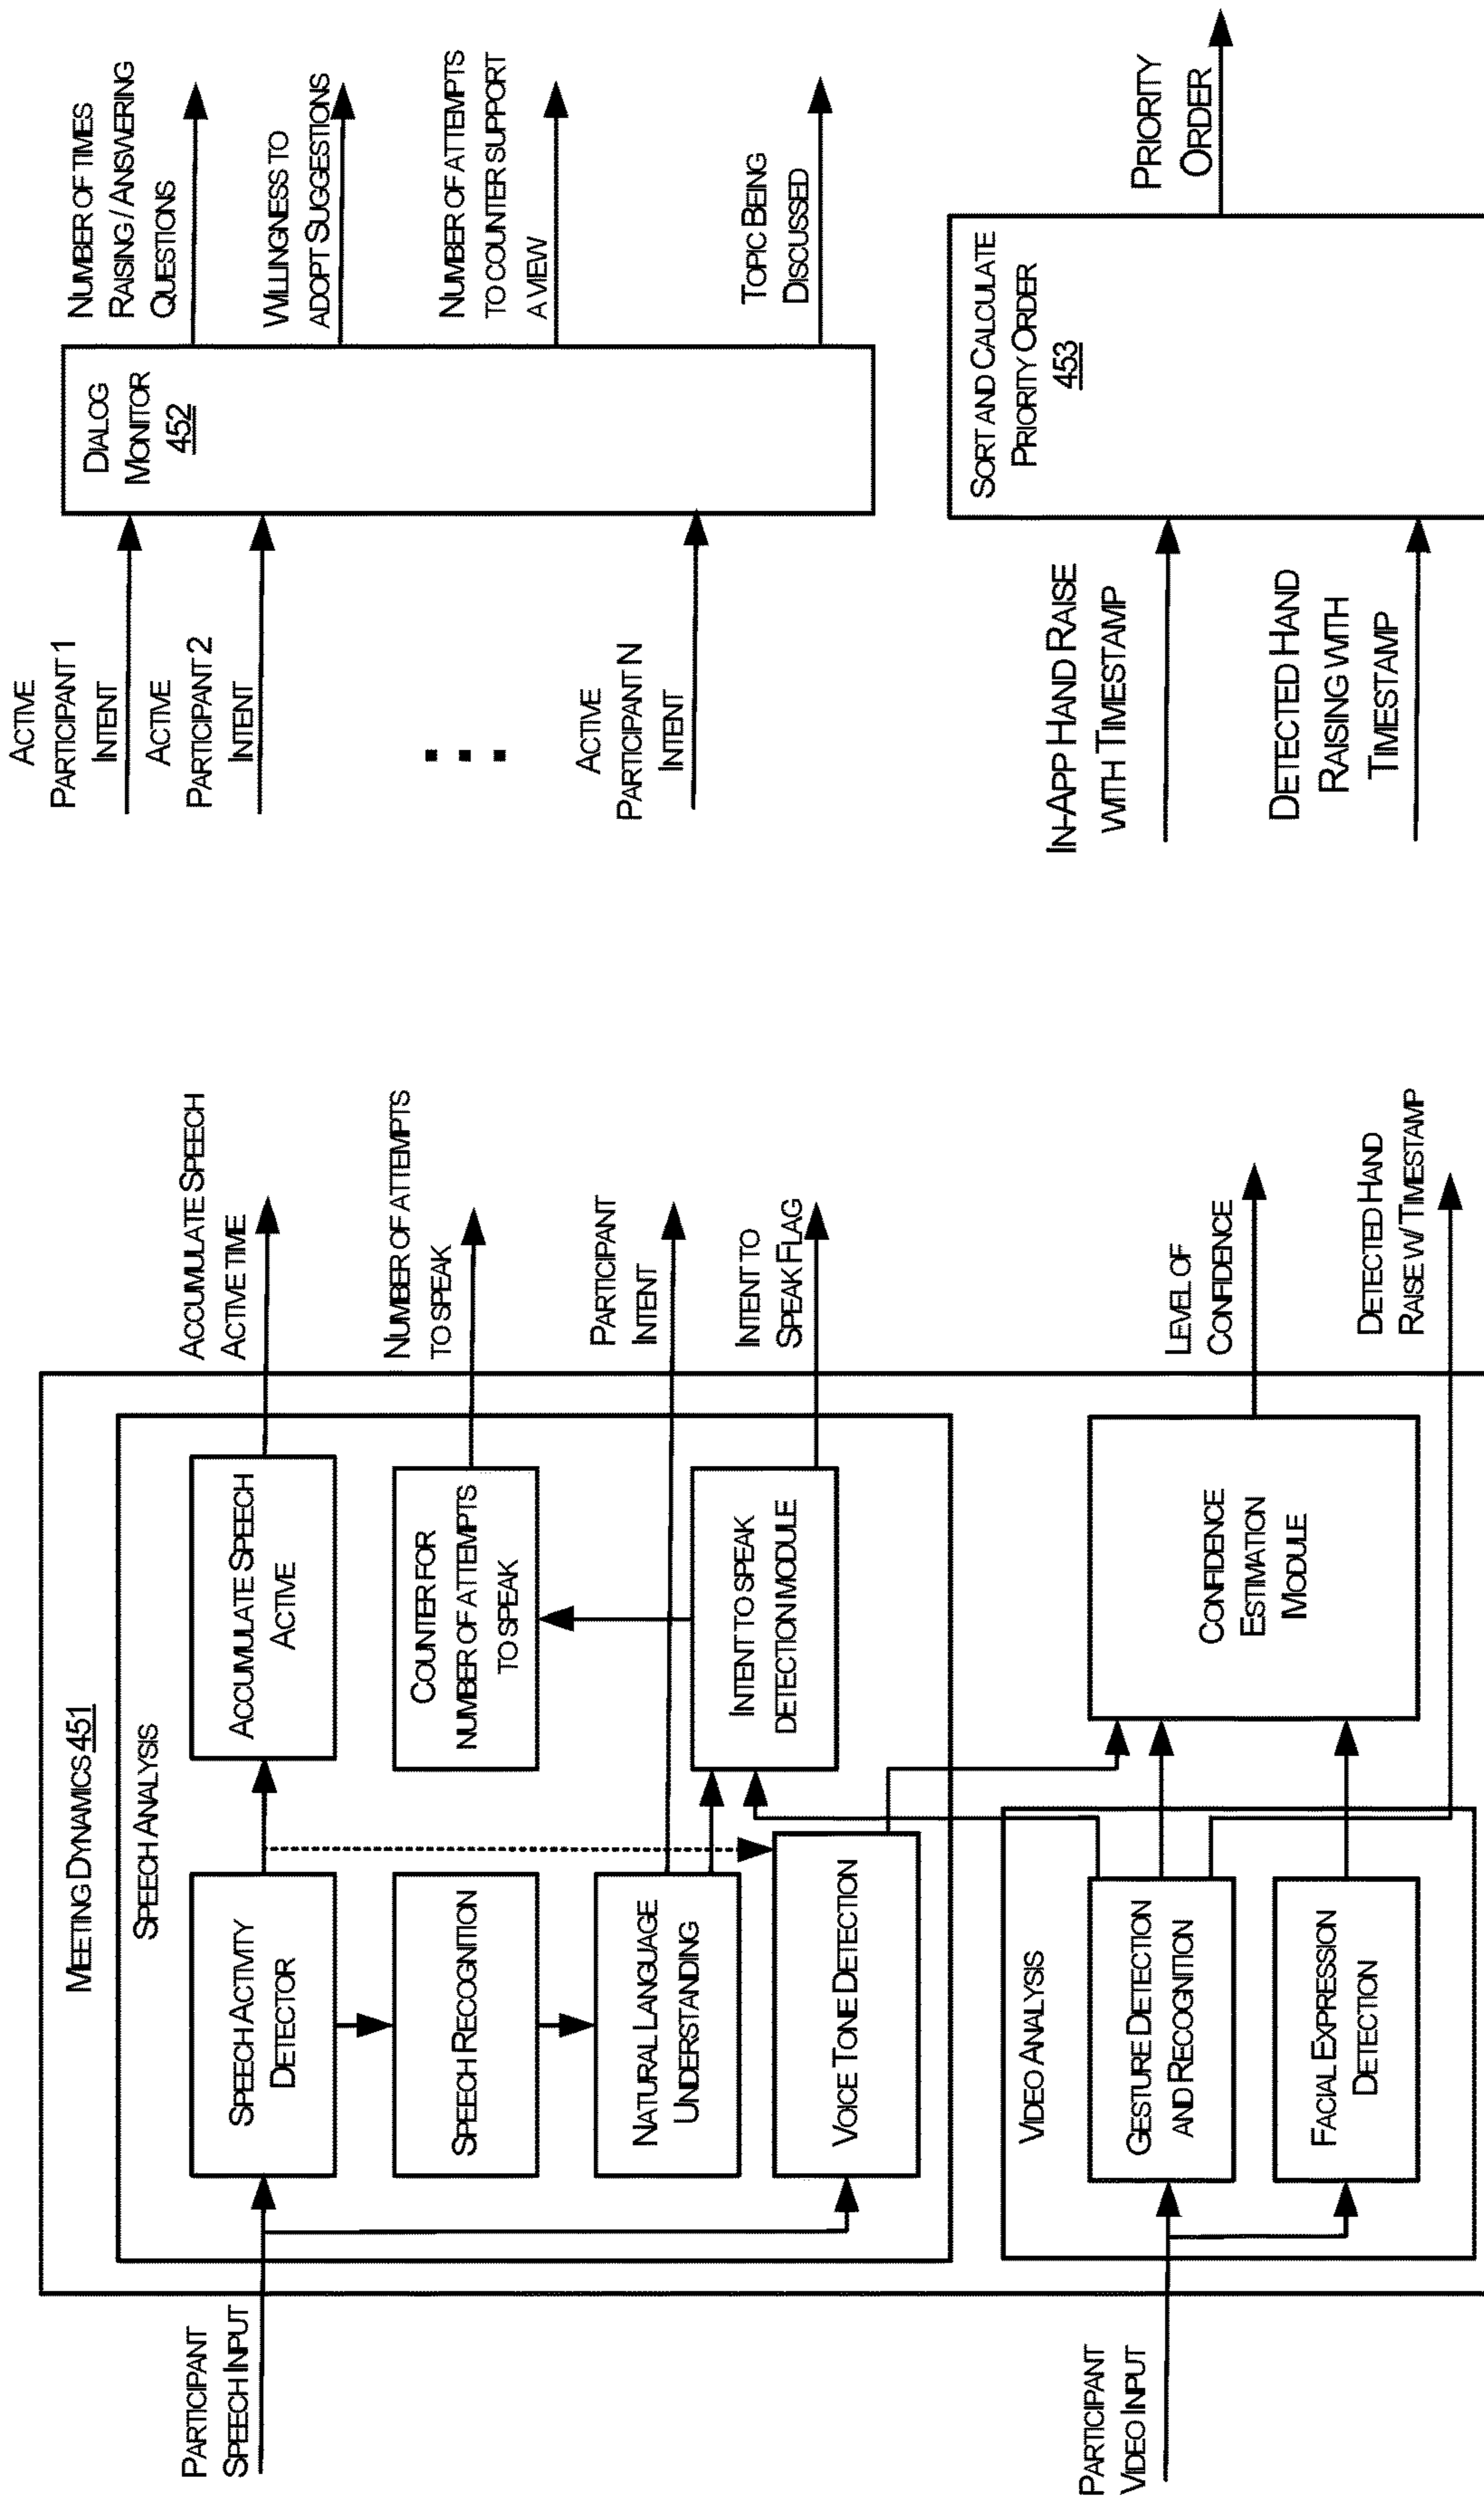 MEETING DYNAMICS 451
SPEECH ANALYSIS
PARTICIPANT
SPEECH INPUT
SPEECH ACTIVITY
DETECTOR
ACCUMULATE SPEECH
ACTIVE
ACCUMULATE SPEECH
ACTIVE TIME
SPEECH RECOGNITION
COUNTER FOR
NUMBER OF ATTEMPTS
TO SPEAK
NUMBER OF ATTEMPTS
TO SPEAK
NATURAL LANGUAGE
UNDERSTANDING
PARTICIPANT
INTENT
INTENT TO SPEAK
DETECTION MODULE
INTENT TO
SPEAK FLAG
VOICE TONE DETECTION
VIDEO ANALYSIS
PARTICIPANT
VIDEO INPUT
GESTURE DETECTION
AND RECOGNITION
FACIAL EXPRESSION
DETECTION
CONFIDENCE
ESTIMATION
MODULE
LEVEL OF
CONFIDENCE
DETECTED HAND
RAISE W/ TIMESTAMP
ACTIVE
PARTICIPANT 1
INTENT
ACTIVE
PARTICIPANT 2
INTENT
ACTIVE
PARTICIPANT N
INTENT
DIALOG
MONITOR
452
NUMBER OF TIMES
RAISING / ANSWERING
QUESTIONS
WILLINGNESS TO
ADOPT SUGGESTIONS
NUMBER OF ATTEMPTS
TO COUNTER SUPPORT
A VIEW
TOPIC BEING
DISCUSSED
IN-APP HAND RAISE
WITH TIMESTAMP
DETECTED HAND
RAISING WITH
TIMESTAMP
SORT AND CALCULATE
PRIORITY ORDER
453
PRIORITY
ORDER